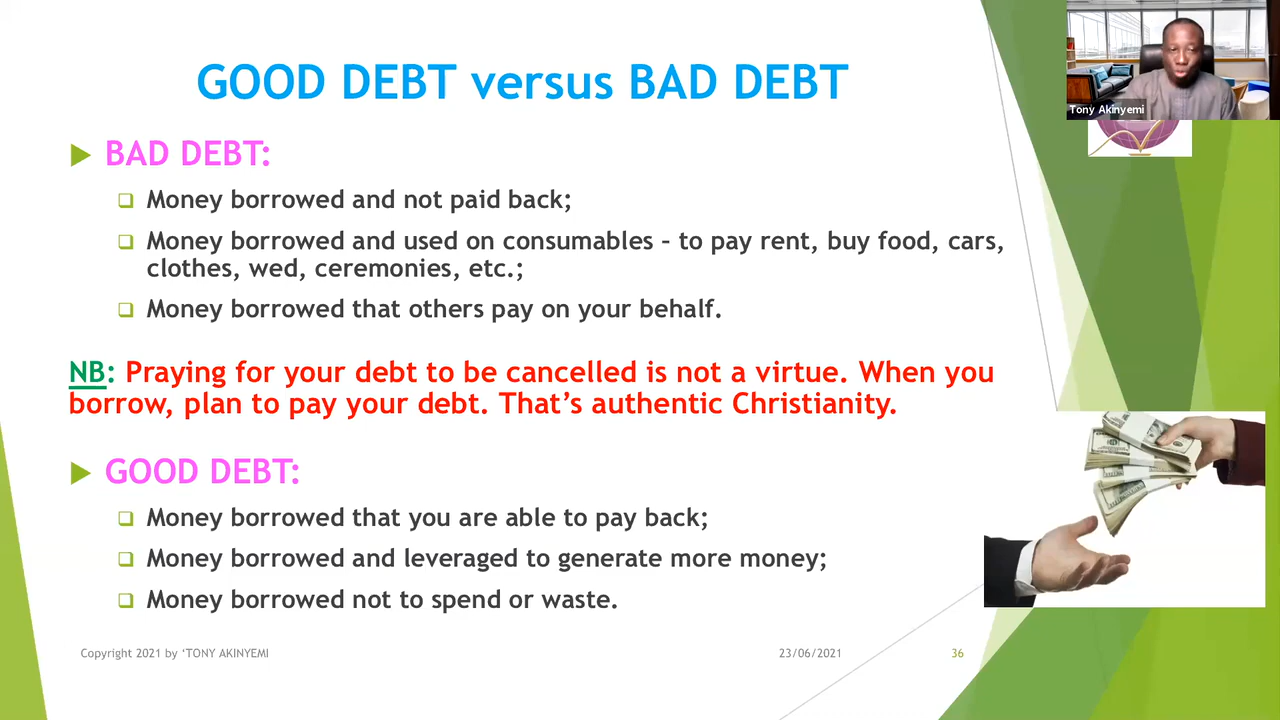 Tony Akinyemi
GOOD DEBT versus BAD DEBT
BAD DEBT:
Money borrowed and not paid back;
Money borrowed and used on consumables – to pay rent, buy food, cars,
clothes, wed, ceremonies, etc.;
Money borrowed that others pay on your behalf.
NB: Praying for your debt to be cancelled is not a virtue. When you
borrow, plan to pay your debt. That’s authentic Christianity.
GOOD DEBT:
Money borrowed that you are able to pay back;
Money borrowed and leveraged to generate more money;
Money borrowed not to spend or waste.
Copyright 2021 by ‘TONY AKINYEMI 23/06/2021 36